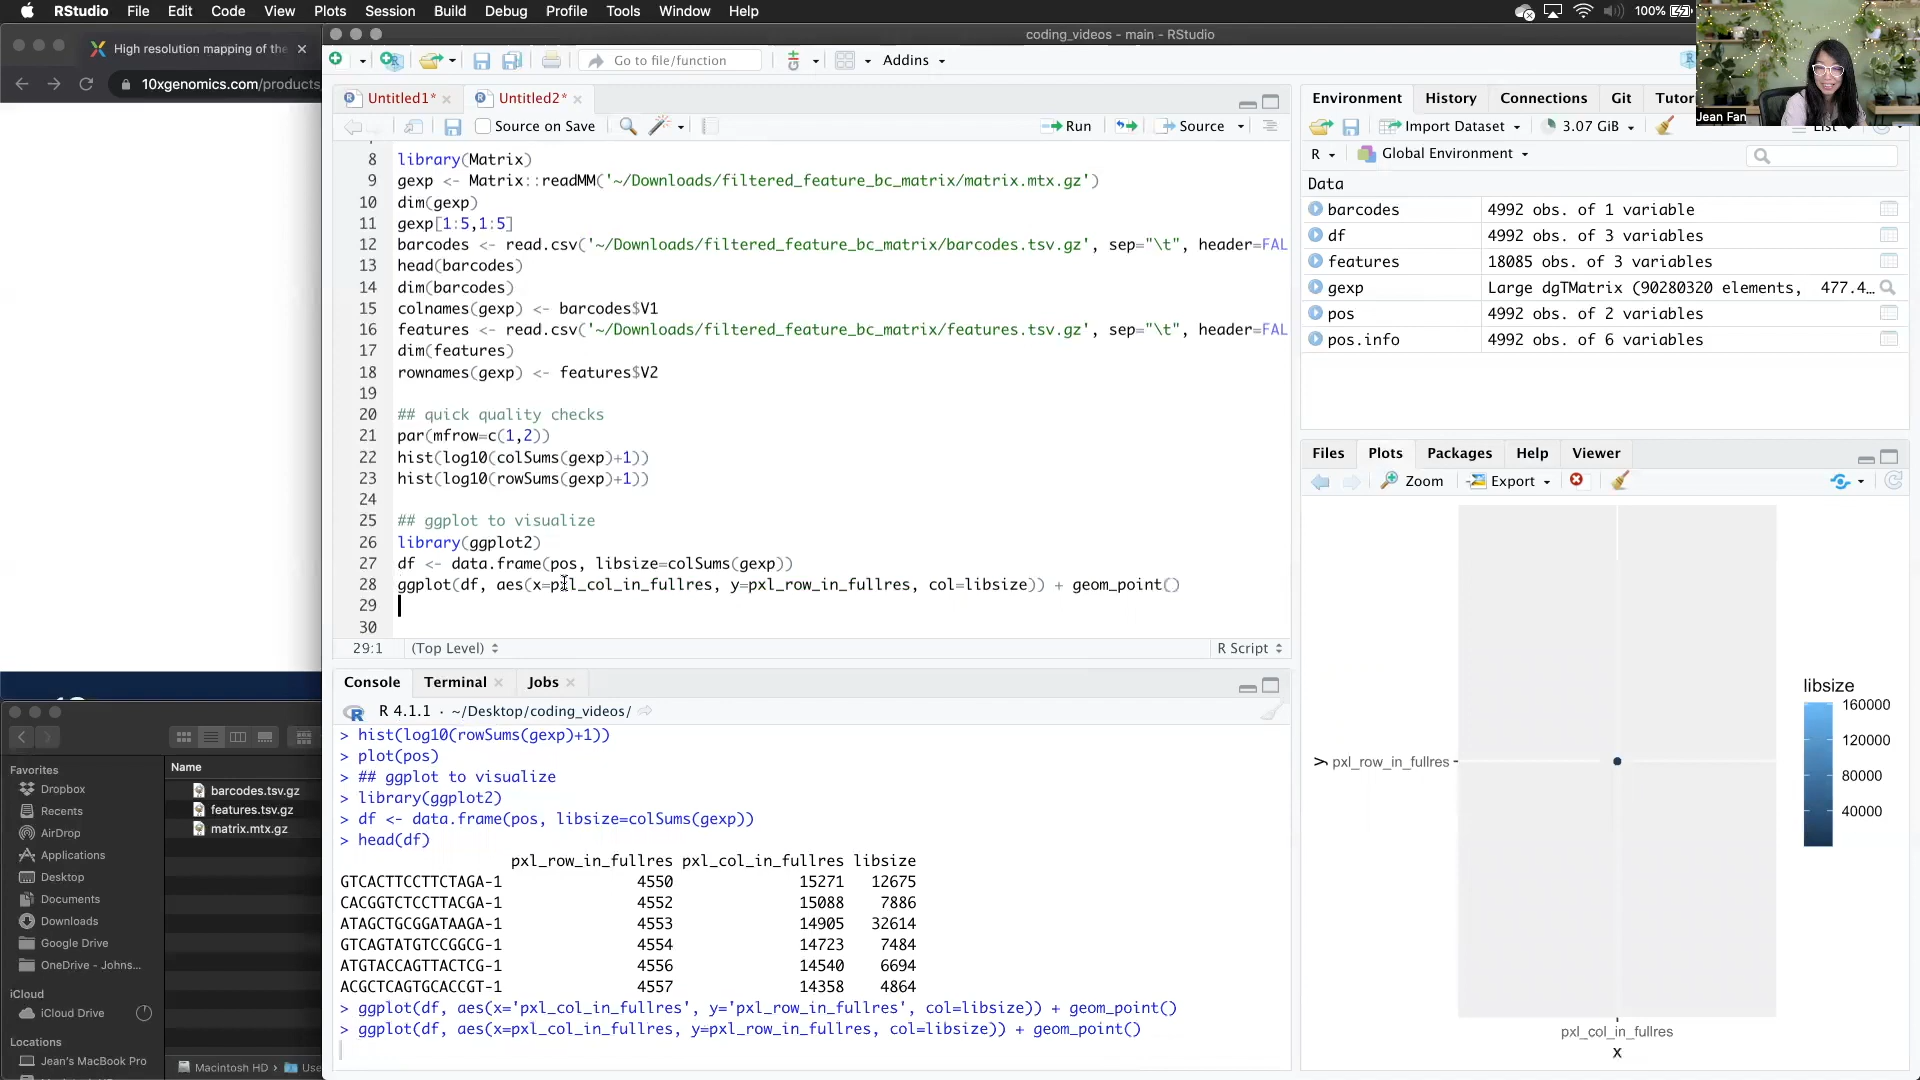 RStudio File Edit Code View Plots Session Build Debug Profile Tools Window Help 100%
High resolution mapping of the
coding_videos - main - RStudio
10xgenomics.com/products
Go to file/function
Addins
Jean Fan
Untitled1*
Untitled2*
Source on Save
Run
Source
8 library(Matrix)
9 gexp <- Matrix::readMM('~/Downloads/filtered_feature_bc_matrix/matrix.mtx.gz')
10 dim(gexp)
11 gexp[1:5,1:5]
12 barcodes <- read.csv('~/Downloads/filtered_feature_bc_matrix/barcodes.tsv.gz', sep="\t", header=FAL
13 head(barcodes)
14 dim(barcodes)
15 colnames(gexp) <- barcodes$V1
16 features <- read.csv('~/Downloads/filtered_feature_bc_matrix/features.tsv.gz', sep="\t", header=FAL
17 dim(features)
18 rownames(gexp) <- features$V2
19
20 ## quick quality checks
21 par(mfrow=c(1,2))
22 hist(log10(colSums(gexp)+1))
23 hist(log10(rowSums(gexp)+1))
24
25 ## ggplot to visualize
26 library(ggplot2)
27 df <- data.frame(pos, libsize=colSums(gexp))
28 ggplot(df, aes(x=pxl_col_in_fullres, y=pxl_row_in_fullres, col=libsize)) + geom_point()
29
30
29:1 (Top Level) R Script
Console Terminal Jobs
R 4.1.1 · ~/Desktop/coding_videos/
> hist(log10(rowSums(gexp)+1))
> plot(pos)
> ## ggplot to visualize
> library(ggplot2)
> df <- data.frame(pos, libsize=colSums(gexp))
> head(df)
pxl_row_in_fullres pxl_col_in_fullres libsize
GTCACTTCCTTCTAGA-1 4550 15271 12675
CACGGTCTCCTTACGA-1 4552 15088 7886
ATAGCTGCGGATAAGA-1 4553 14905 32614
GTCAGTATGTCCGGCG-1 4554 14723 7484
ATGTACCAGTTACTCG-1 4556 14540 6694
ACGCTCAGTGCACCGT-1 4557 14358 4864
> ggplot(df, aes(x='pxl_col_in_fullres', y='pxl_row_in_fullres', col=libsize)) + geom_point()
> ggplot(df, aes(x=pxl_col_in_fullres, y=pxl_row_in_fullres, col=libsize)) + geom_point()
Environment History Connections Git Tutor
Import Dataset 3.07 GiB List
R Global Environment
Data
barcodes 4992 obs. of 1 variable
df 4992 obs. of 3 variables
features 18085 obs. of 3 variables
gexp Large dgTMatrix (90280320 elements, 477.4…
pos 4992 obs. of 2 variables
pos.info 4992 obs. of 6 variables
Files Plots Packages Help Viewer
Zoom Export
libsize
160000
120000
80000
40000
y pxl_row_in_fullres
pxl_col_in_fullres
x
Favorites
Dropbox
Recents
AirDrop
Applications
Desktop
Documents
Downloads
Google Drive
OneDrive - Johns...
iCloud
iCloud Drive
Locations
Jean's MacBook Pro
Name
barcodes.tsv.gz
features.tsv.gz
matrix.mtx.gz
Macintosh HD › Use